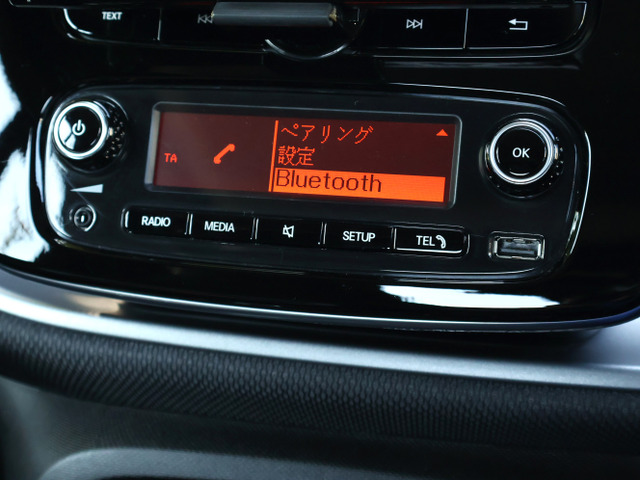 TEXT
ペアリング
設定
TA
Bluetooth
OK
RADIO
MEDIA
SETUP
TEL